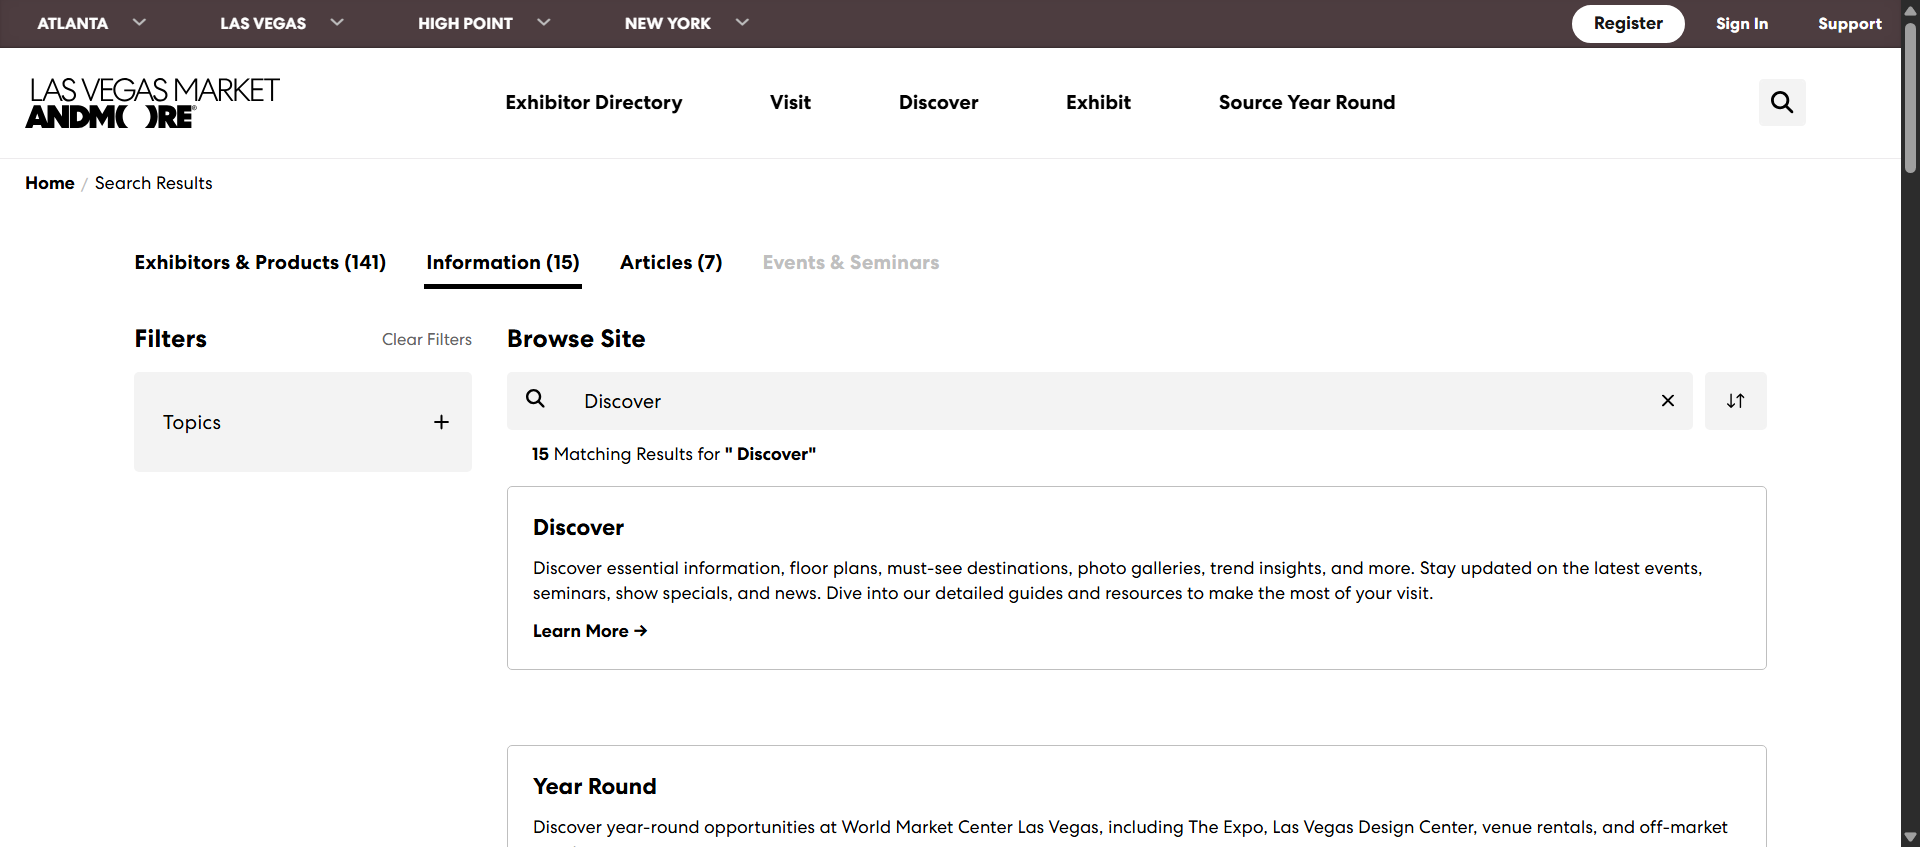 ATLANTA LAS VEGAS HIGH POINT NEW YORK Register Sign In Support
LAS VEGAS MARKET
ANDMORE®
Exhibitor Directory Visit Discover Exhibit Source Year Round
Home / Search Results
Exhibitors & Products (141) Information (15) Articles (7) Events & Seminars
Filters Clear Filters
Topics +
Browse Site
Discover
15 Matching Results for " Discover"
Discover
Discover essential information, floor plans, must-see destinations, photo galleries, trend insights, and more. Stay updated on the latest events,
seminars, show specials, and news. Dive into our detailed guides and resources to make the most of your visit.
Learn More →
Year Round
Discover year-round opportunities at World Market Center Las Vegas, including The Expo, Las Vegas Design Center, venue rentals, and off-market